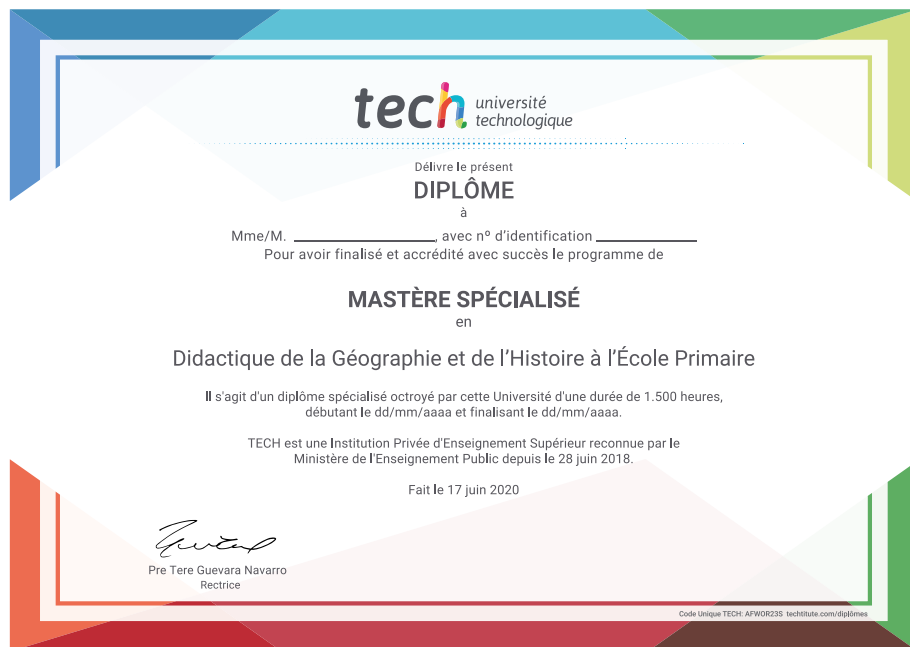 tech université
technologique
Délivre le présent
DIPLÔME
à
Mme/M. ____________________, avec nº d'identification ______________
Pour avoir finalisé et accrédité avec succès le programme de
MASTÈRE SPÉCIALISÉ
en
Didactique de la Géographie et de l'Histoire à l'École Primaire
Il s'agit d'un diplôme spécialisé octroyé par cette Université d'une durée de 1.500 heures,
débutant le dd/mm/aaaa et finalisant le dd/mm/aaaa.
TECH est une Institution Privée d'Enseignement Supérieur reconnue par le
Ministère de l'Enseignement Public depuis le 28 juin 2018.
Fait le 17 juin 2020
Pre Tere Guevara Navarro
Rectrice
Code Unique TECH: AFWOR23S techtitute.com/diplômes